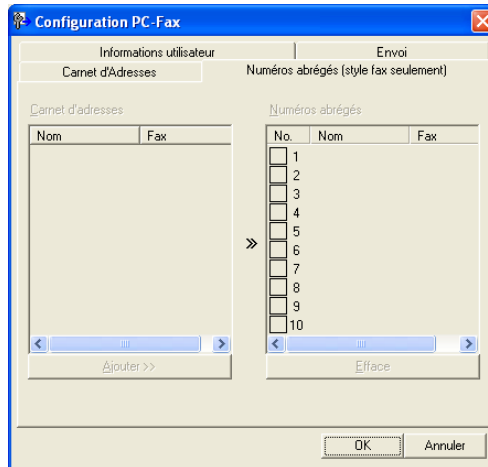 Configuration PC-Fax
Informations utilisateur Envoi
Carnet d'Adresses Numéros abrégés (style fax seulement)
Carnet d'adresses Numéros abrégés
Nom Fax No. Nom Fax
1
2
3
4
5
»
6
7
8
9
10
Ajouter >> Efface
OK Annuler